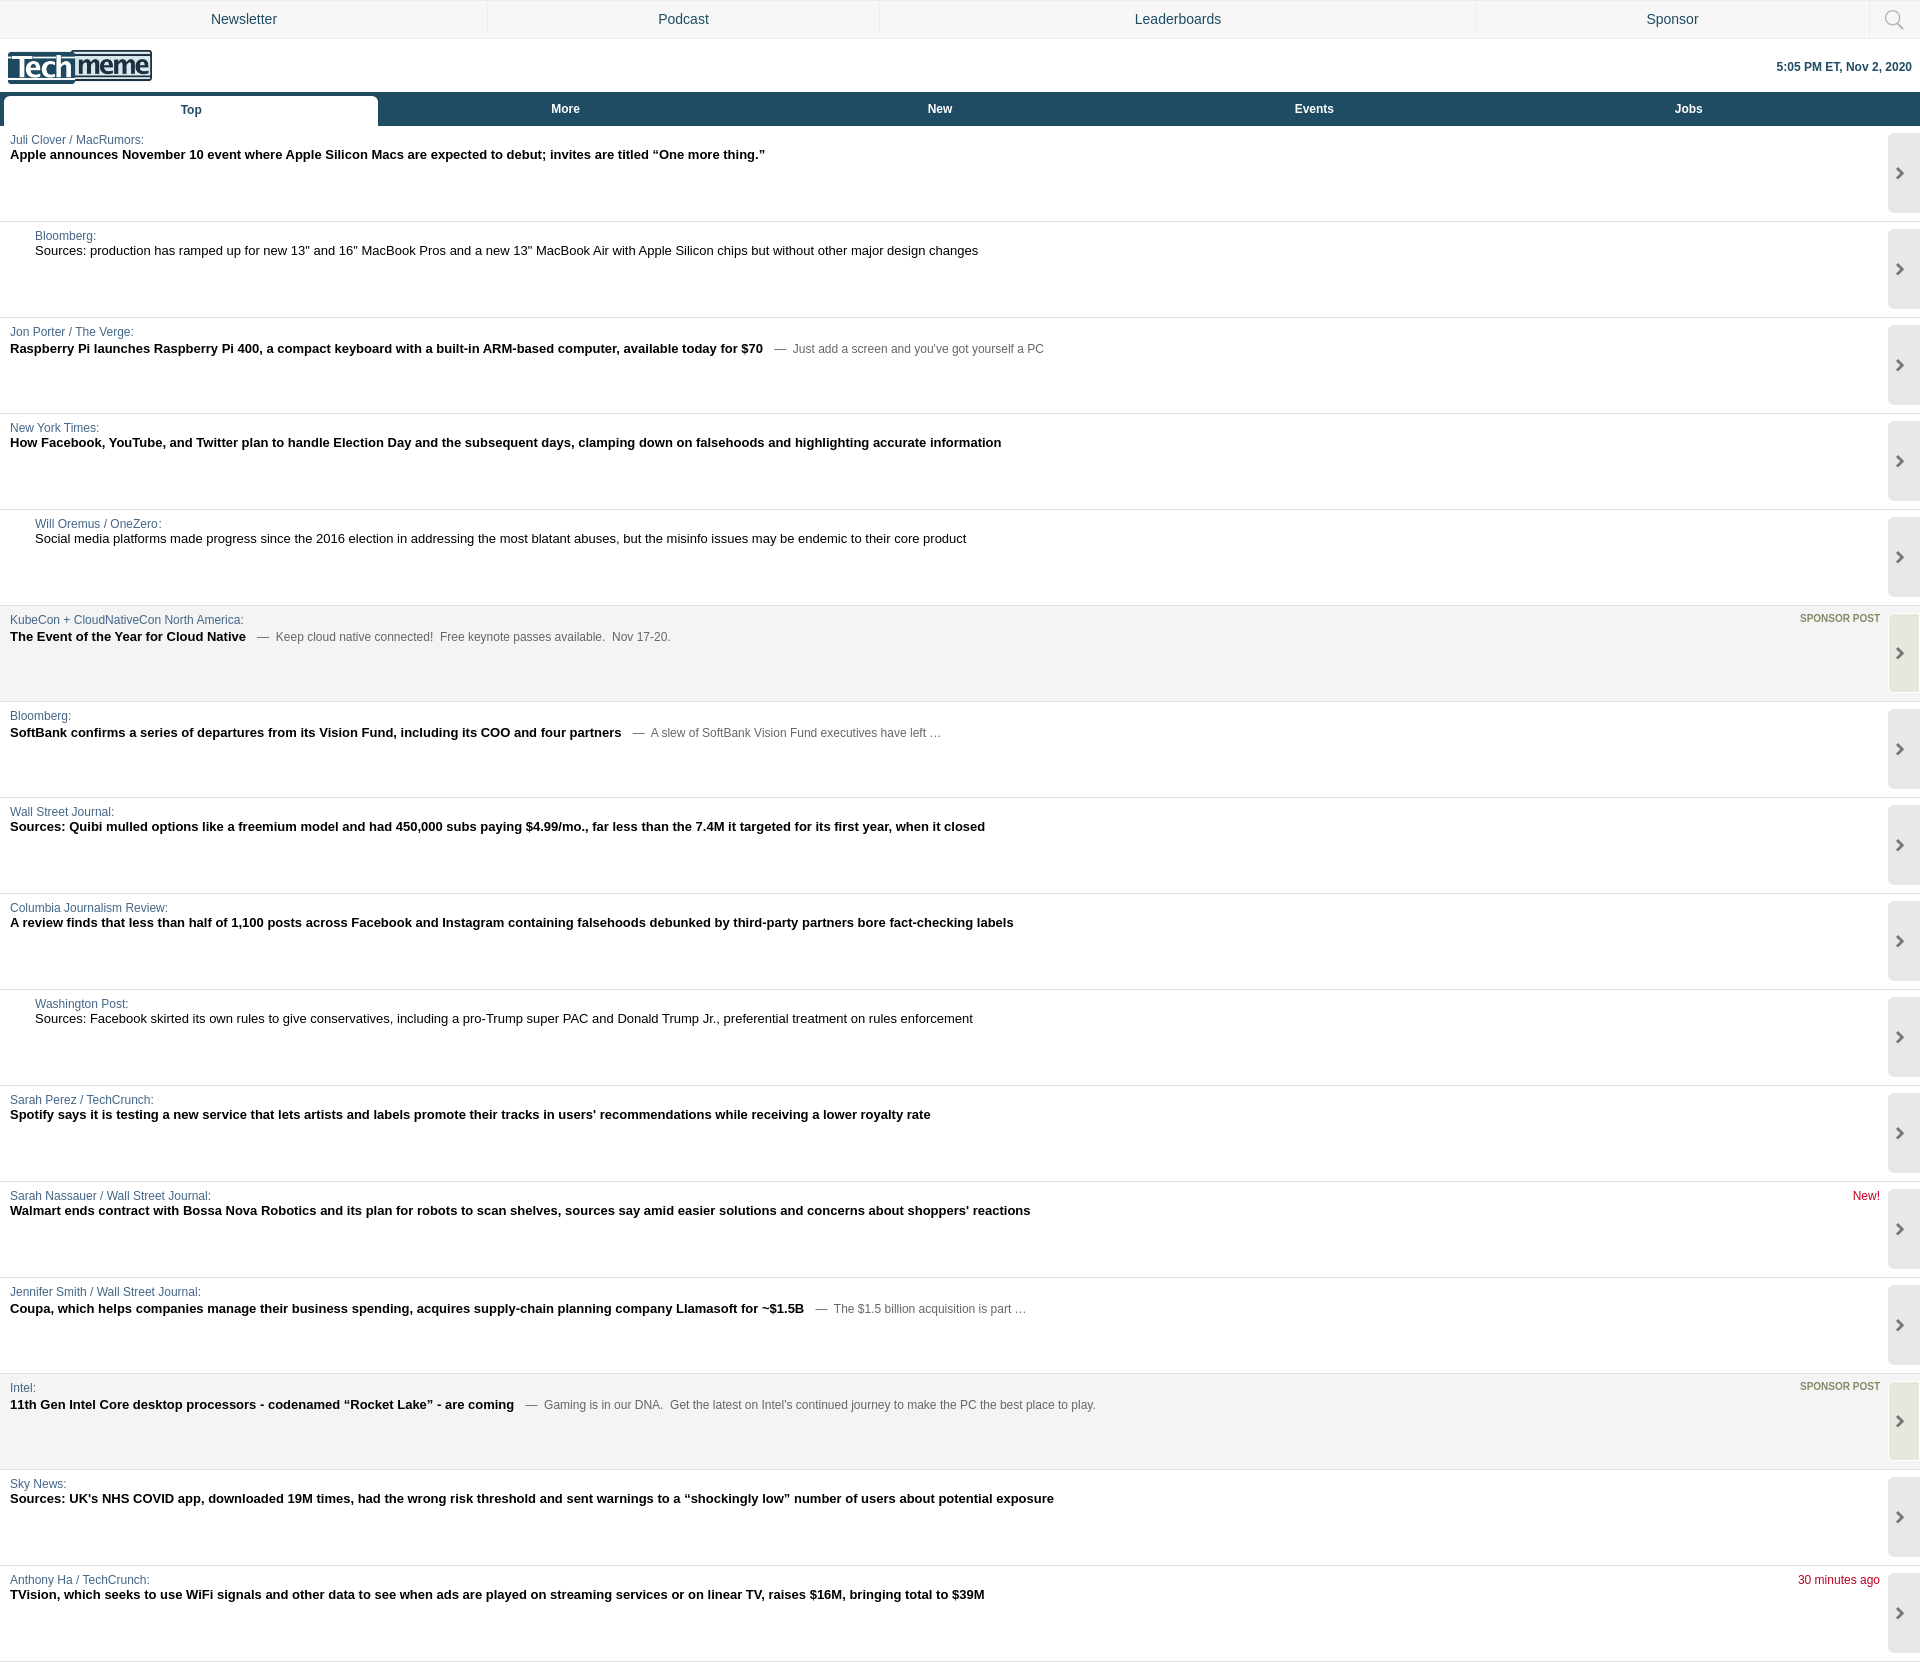 Newsletter
Podcast
Leaderboards
Sponsor
Techmeme
5:05 PM ET, Nov 2, 2020
Top
More
New
Events
Jobs
Juli Clover / MacRumors:
Apple announces November 10 event where Apple Silicon Macs are expected to debut; invites are titled “One more thing.”
Bloomberg:
Sources: production has ramped up for new 13" and 16" MacBook Pros and a new 13" MacBook Air with Apple Silicon chips but without other major design changes
Jon Porter / The Verge:
Raspberry Pi launches Raspberry Pi 400, a compact keyboard with a built-in ARM-based computer, available today for $70 — Just add a screen and you've got yourself a PC
New York Times:
How Facebook, YouTube, and Twitter plan to handle Election Day and the subsequent days, clamping down on falsehoods and highlighting accurate information
Will Oremus / OneZero:
Social media platforms made progress since the 2016 election in addressing the most blatant abuses, but the misinfo issues may be endemic to their core product
KubeCon + CloudNativeCon North America:
SPONSOR POST
The Event of the Year for Cloud Native — Keep cloud native connected! Free keynote passes available. Nov 17-20.
Bloomberg:
SoftBank confirms a series of departures from its Vision Fund, including its COO and four partners — A slew of SoftBank Vision Fund executives have left …
Wall Street Journal:
Sources: Quibi mulled options like a freemium model and had 450,000 subs paying $4.99/mo., far less than the 7.4M it targeted for its first year, when it closed
Columbia Journalism Review:
A review finds that less than half of 1,100 posts across Facebook and Instagram containing falsehoods debunked by third-party partners bore fact-checking labels
Washington Post:
Sources: Facebook skirted its own rules to give conservatives, including a pro-Trump super PAC and Donald Trump Jr., preferential treatment on rules enforcement
Sarah Perez / TechCrunch:
Spotify says it is testing a new service that lets artists and labels promote their tracks in users' recommendations while receiving a lower royalty rate
Sarah Nassauer / Wall Street Journal:
New!
Walmart ends contract with Bossa Nova Robotics and its plan for robots to scan shelves, sources say amid easier solutions and concerns about shoppers' reactions
Jennifer Smith / Wall Street Journal:
Coupa, which helps companies manage their business spending, acquires supply-chain planning company Llamasoft for ~$1.5B — The $1.5 billion acquisition is part …
Intel:
SPONSOR POST
11th Gen Intel Core desktop processors - codenamed “Rocket Lake” - are coming — Gaming is in our DNA. Get the latest on Intel's continued journey to make the PC the best place to play.
Sky News:
Sources: UK's NHS COVID app, downloaded 19M times, had the wrong risk threshold and sent warnings to a “shockingly low” number of users about potential exposure
Anthony Ha / TechCrunch:
30 minutes ago
TVision, which seeks to use WiFi signals and other data to see when ads are played on streaming services or on linear TV, raises $16M, bringing total to $39M